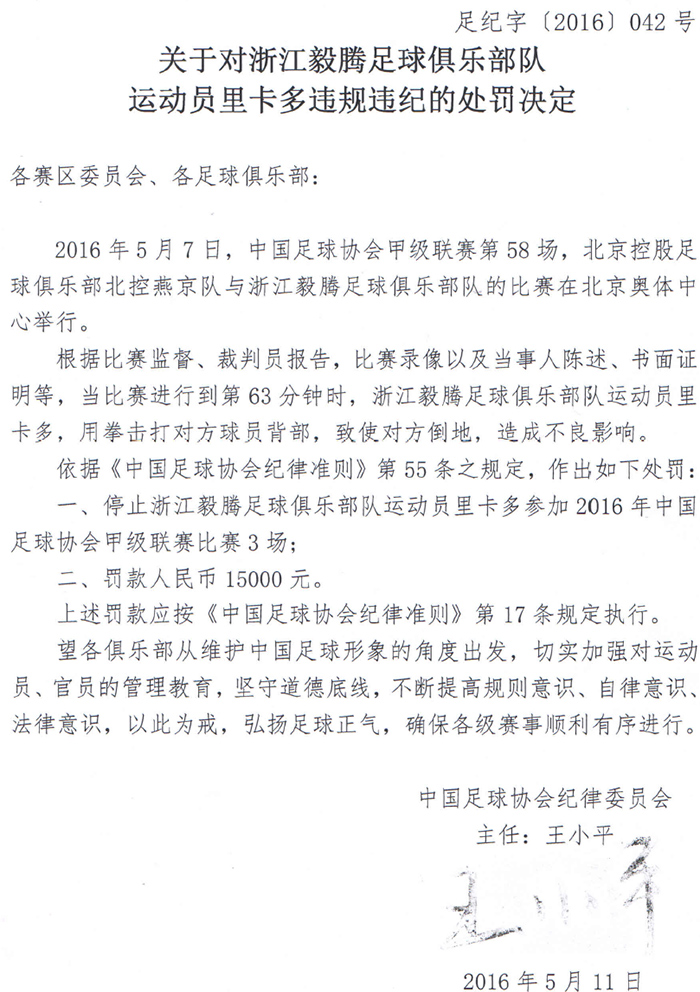 足纪字〔2016〕042 号
关于对浙江毅腾足球俱乐部队
运动员里卡多违规违纪的处罚决定
各赛区委员会、各足球俱乐部：
2016 年 5 月 7 日，中国足球协会甲级联赛第 58 场，北京控股足
球俱乐部北控燕京队与浙江毅腾足球俱乐部队的比赛在北京奥体中
心举行。
根据比赛监督、裁判员报告，比赛录像以及当事人陈述、书面证
明等，当比赛进行到第 63 分钟时，浙江毅腾足球俱乐部队运动员里
卡多，用拳击打对方球员背部，致使对方倒地，造成不良影响。
依据《中国足球协会纪律准则》第 55 条之规定，作出如下处罚：
一、停止浙江毅腾足球俱乐部队运动员里卡多参加 2016 年中国
足球协会甲级联赛比赛 3 场；
二、罚款人民币 15000 元。
上述罚款应按《中国足球协会纪律准则》第 17 条规定执行。
望各俱乐部从维护中国足球形象的角度出发，切实加强对运动
员、官员的管理教育，坚守道德底线，不断提高规则意识、自律意识、
法律意识，以此为戒，弘扬足球正气，确保各级赛事顺利有序进行。
中国足球协会纪律委员会
主任：王小平
王小平
2016 年 5 月 11 日